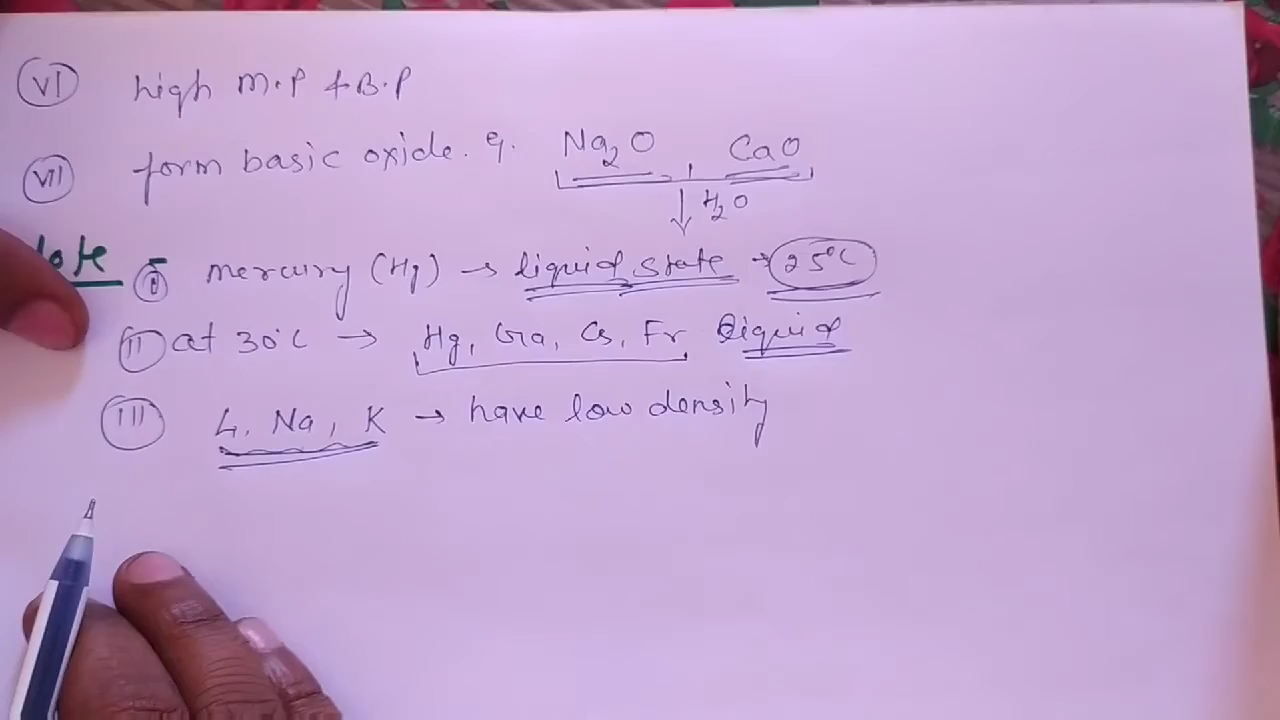 VI high M.P & B.P
VII form basic oxide. eg. Na2O, CaO
↓ H2O
Note I mercury (Hg) → liquid state → 25°C
II at 30°C → Hg, Ga, Cs, Fr liquid
III Li, Na, K → have low density